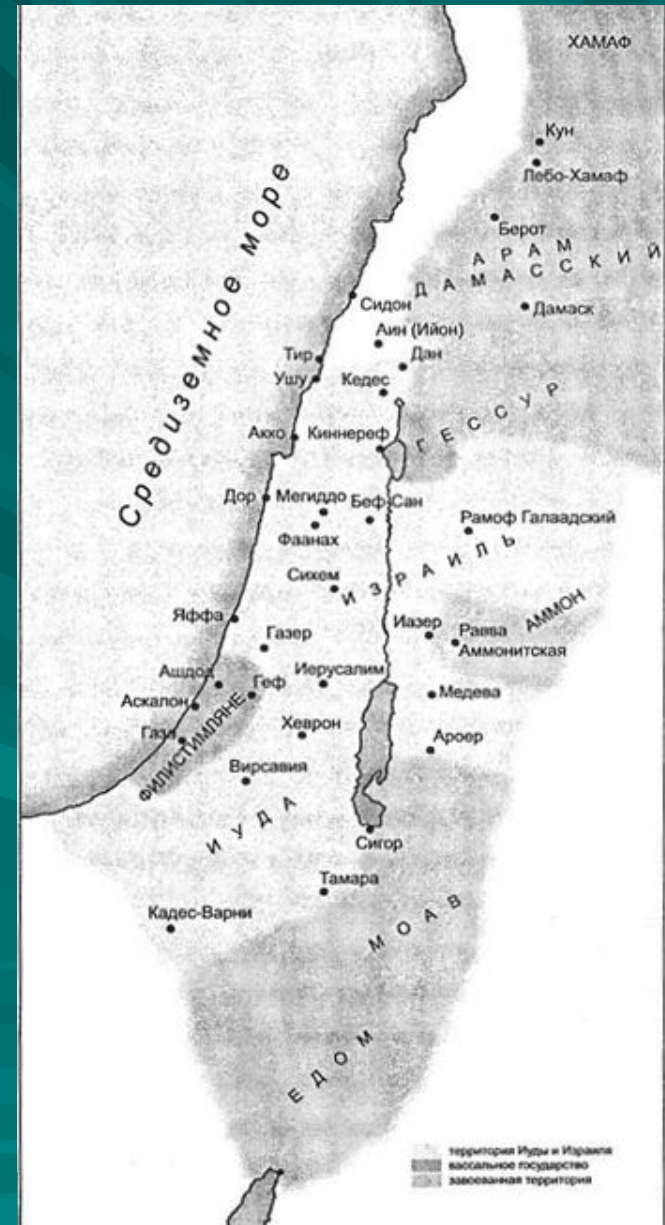 ХАМАФ
Кун
Лебо-Хамаф
Берот
АРАМ
ДАМАССКИЙ
Средиземное море
Сидон
Дамаск
Аин (Ийон)
Тир
Дан
Ушу
Кедес
ГЕССУР
Акхо
Киннереф
Дор
Мегиддо
Беф-Сан
Рамоф Галаадский
Фаанах
ИЗРАИЛЬ
Сихем
АММОН
Яффа
Иазер
Равва
Аммонитская
Газер
Ашдод
Геф
Иерусалим
Медева
Аскалон
Газа
ФИЛИСТИМЛЯНЕ
Хеврон
Ароер
Вирсавия
ИУДА
Сигор
Тамара
МОАВ
Кадес-Варни
ЕДОМ
территория Иуды и Израиля
вассальное государство
завоеванная территория